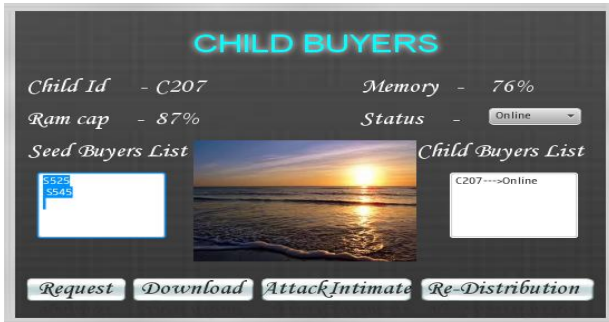 CHILD BUYERS
Child Id - C207 Memory - 76%
Ram cap - 87% Status - Online
Seed Buyers List Child Buyers List
S525 C207--->Online
S545
Request Download AttackIntimate Re-Distribution